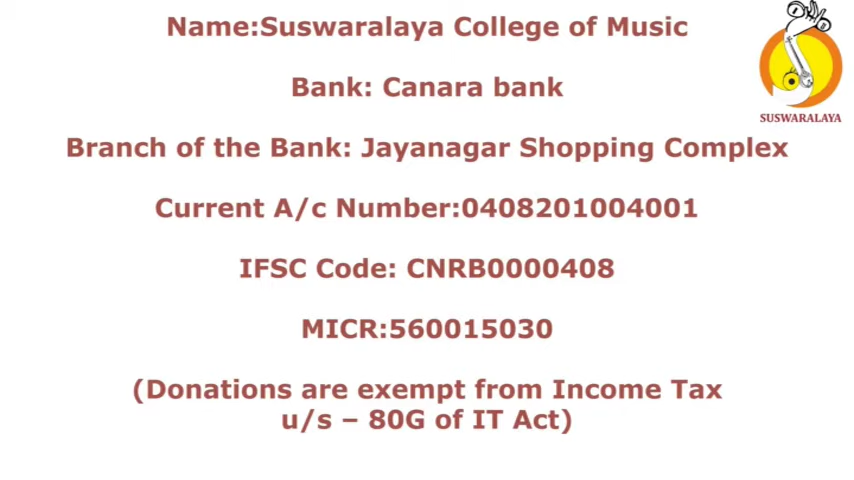 Name:Suswaralaya College of Music
Bank: Canara bank
SUSWARALAYA
Branch of the Bank: Jayanagar Shopping Complex
Current A/c Number:0408201004001
IFSC Code: CNRB0000408
MICR:560015030
(Donations are exempt from Income Tax
u/s – 80G of IT Act)